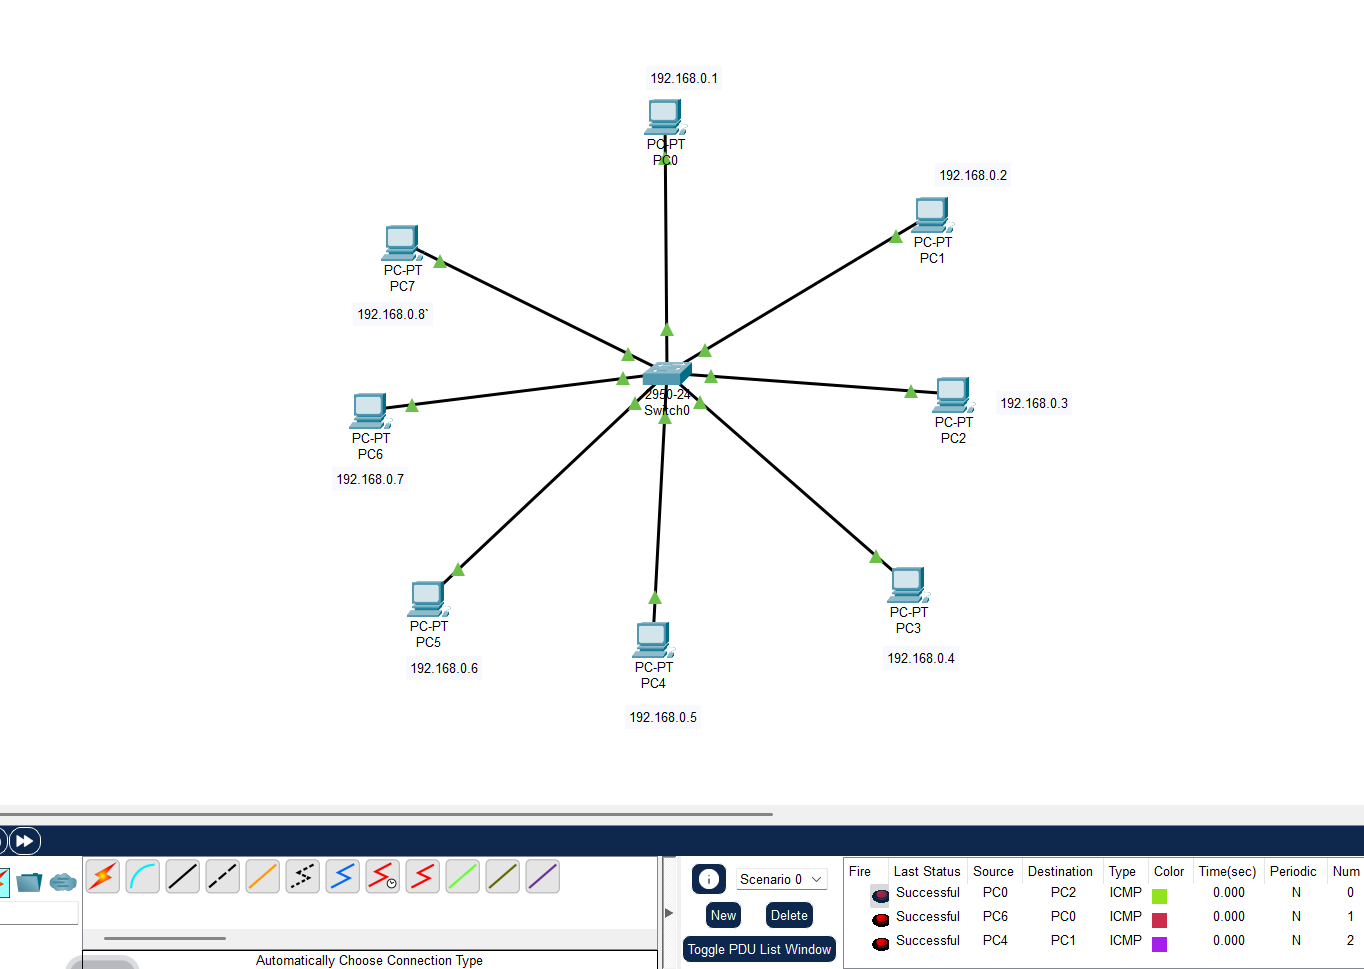 192.168.0.1
PC-PT
PC0
192.168.0.2
PC-PT
PC1
PC-PT
PC7
192.168.0.8`
2950-24
Switch0
PC-PT
PC2
192.168.0.3
PC-PT
PC6
192.168.0.7
PC-PT
PC5
192.168.0.6
PC-PT
PC4
192.168.0.5
PC-PT
PC3
192.168.0.4
Automatically Choose Connection Type
Scenario 0
New
Delete
Toggle PDU List Window
Fire Last Status Source Destination Type Color Time(sec) Periodic Num
Successful PC0 PC2 ICMP 0.000 N 0
Successful PC6 PC0 ICMP 0.000 N 1
Successful PC4 PC1 ICMP 0.000 N 2